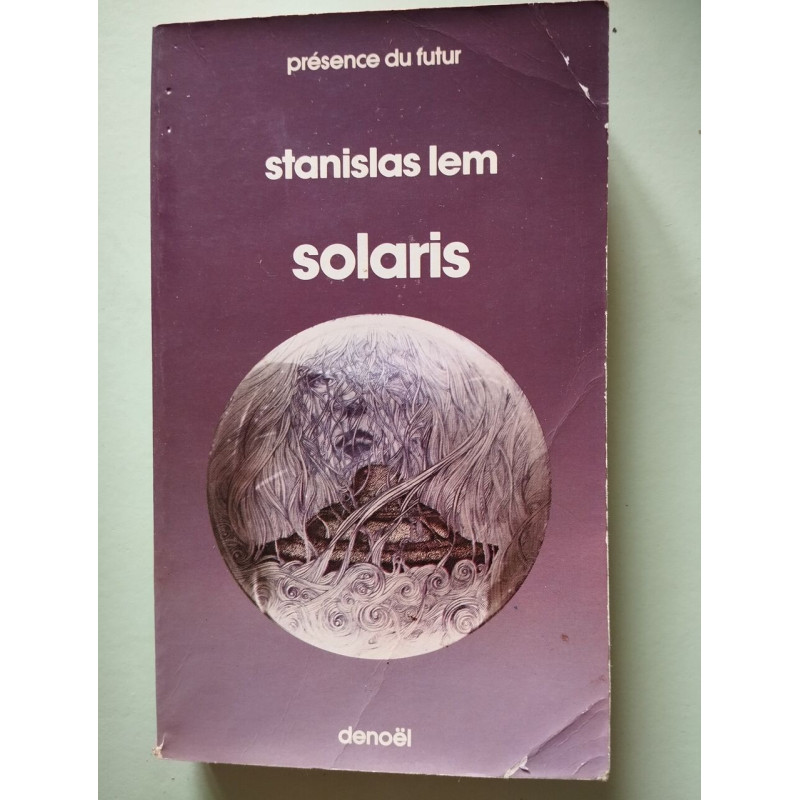 présence du futur
stanislas lem
solaris
denoël